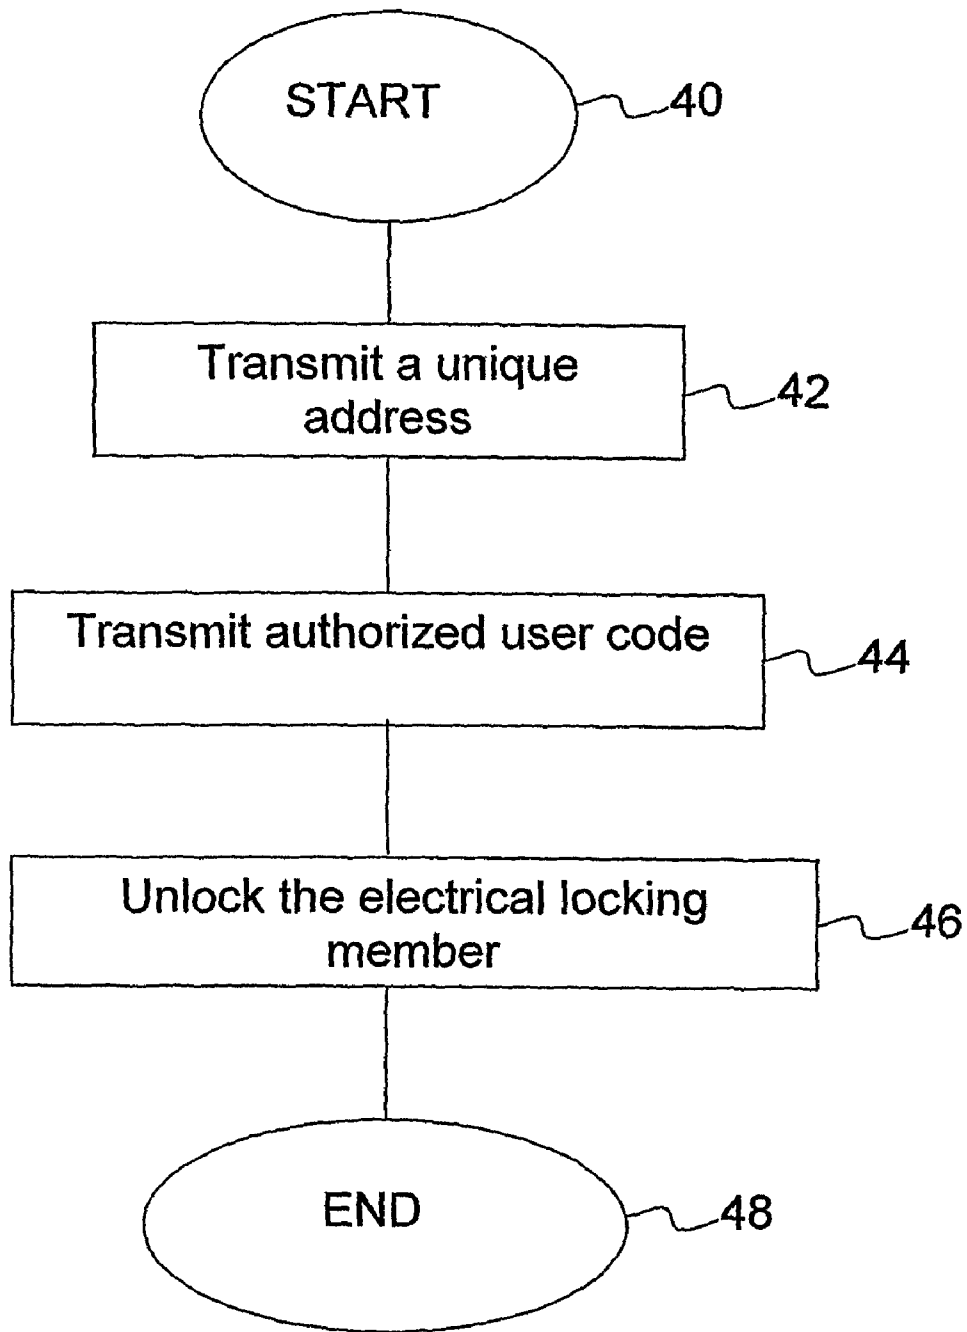 START
40
Transmit a unique
address
42
Transmit authorized user code
44
Unlock the electrical locking
member
46
END
48